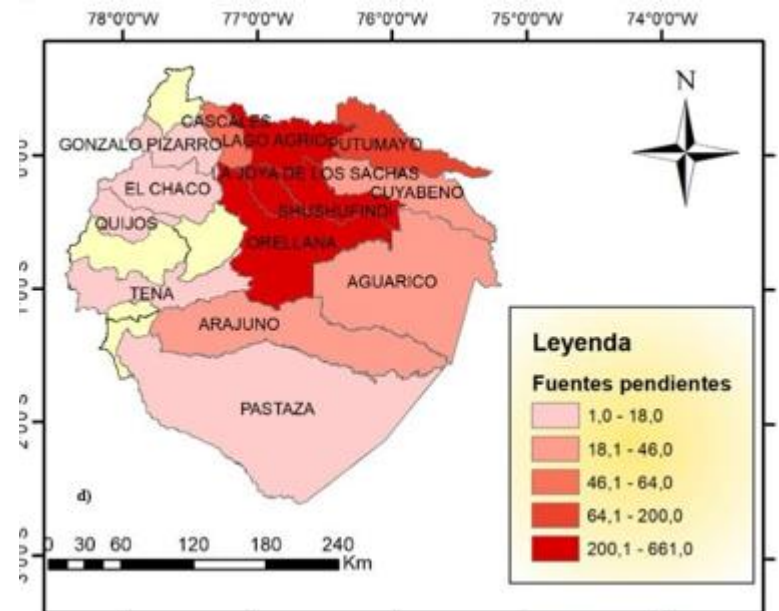 78°0'0"W 77°0'0"W 76°0'0"W 75°0'0"W 74°0'0"W
N
CASCALES
GONZALO PIZARRO LAGO AGRIO PUTUMAYO
LA JOYA DE LOS SACHAS
EL CHACO
CUYABENO
QUIJOS
SHUSHUFINDI
ORELLANA
TENA
AGUARICO
ARAJUNO
PASTAZA
Leyenda
Fuentes pendientes
1,0 - 18,0
18,1 - 46,0
46,1 - 64,0
64,1 - 200,0
200,1 - 661,0
d)
0 30 60 120 180 240
Km